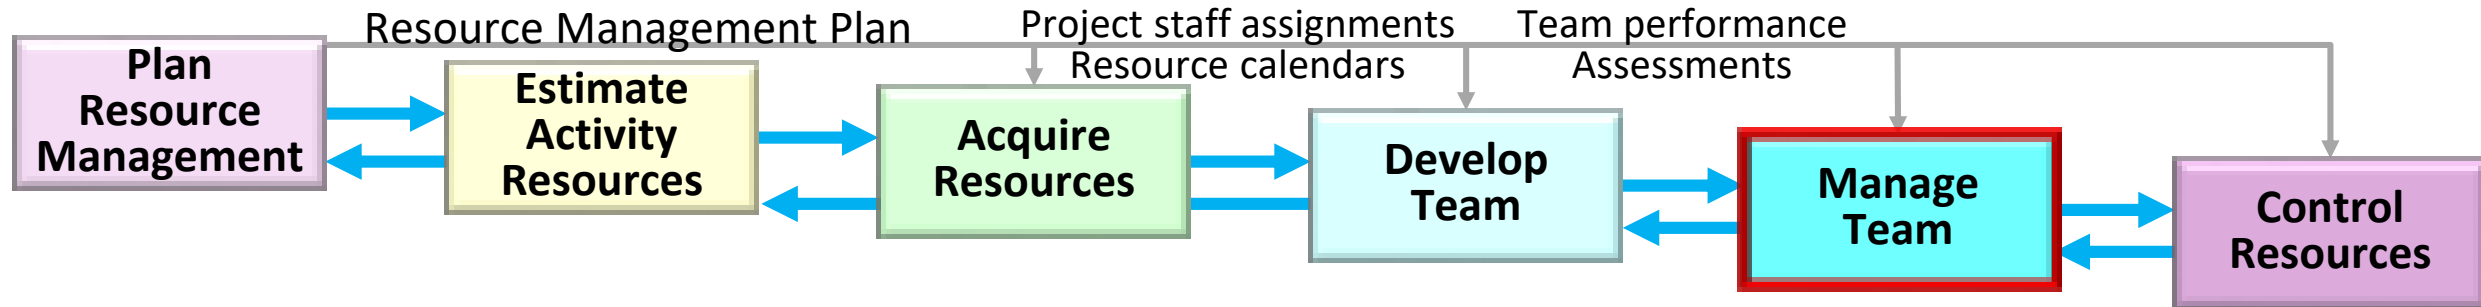 Resource Management Plan
Project staff assignments
Resource calendars
Team performance
Assessments
Plan
Resource
Management
Estimate
Activity
Resources
Acquire
Resources
Develop
Team
Manage
Team
Control
Resources